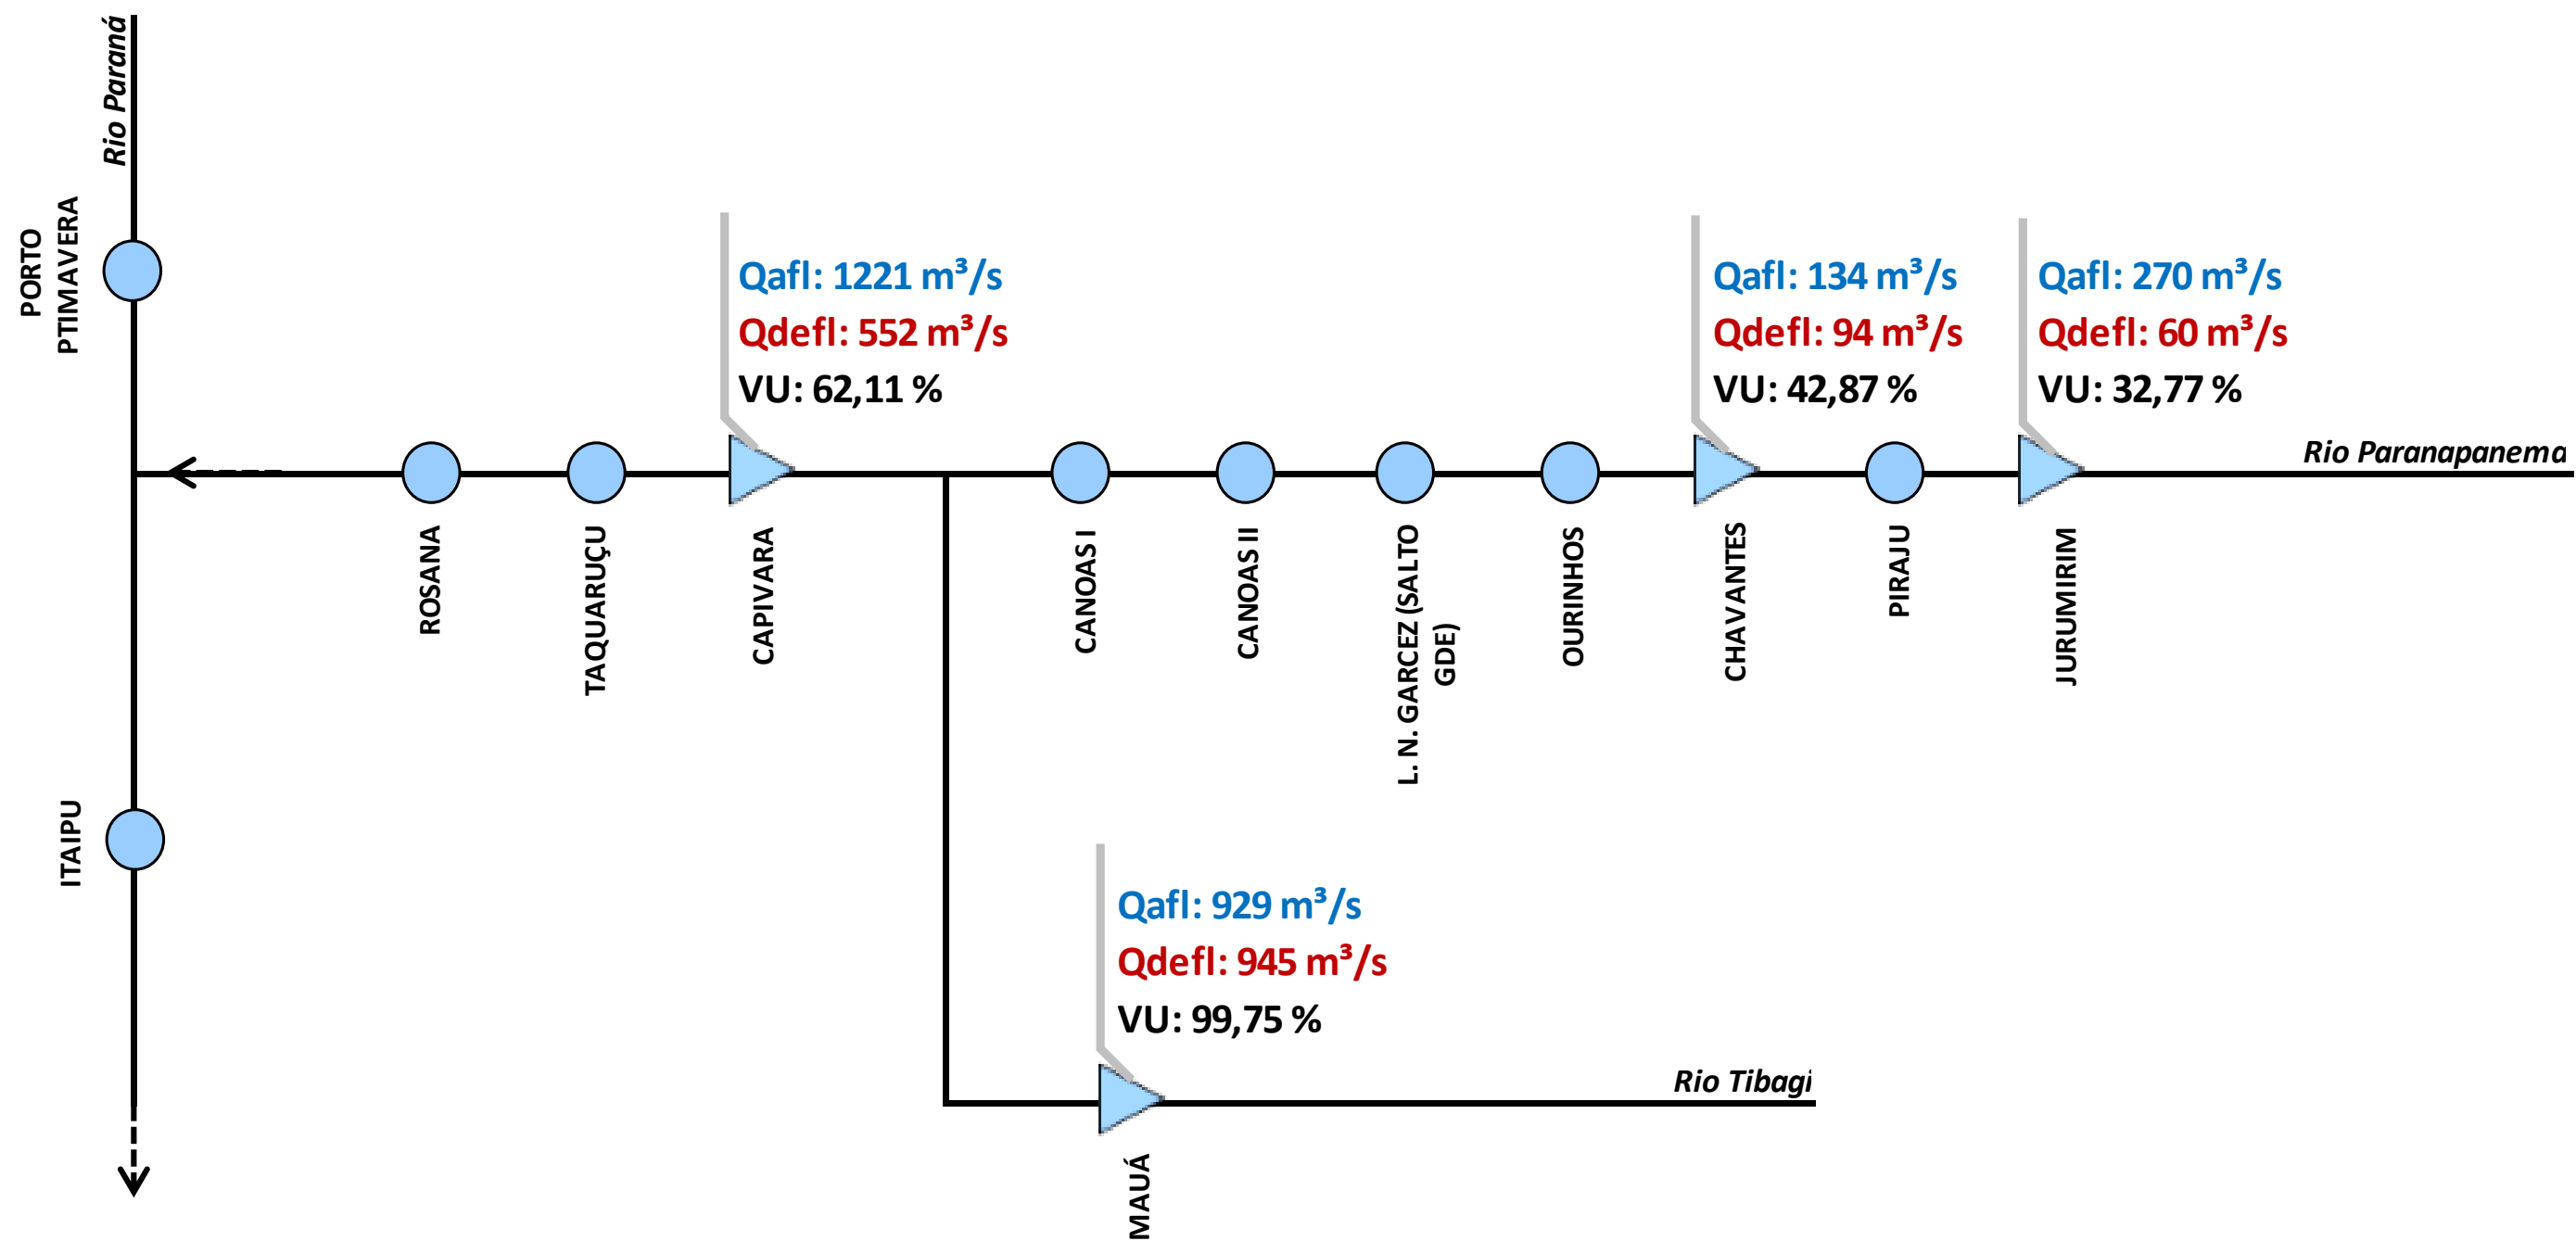 Rio Paraná
PORTO
PTIMAVERA
Qafl: 1221 m³/s
Qdefl: 552 m³/s
VU: 62,11 %
Qafl: 134 m³/s
Qdefl: 94 m³/s
VU: 42,87 %
Qafl: 270 m³/s
Qdefl: 60 m³/s
VU: 32,77 %
Rio Paranapanema
ROSANA
TAQUARUÇU
CAPIVARA
CANOAS I
CANOAS II
L. N. GARCEZ (SALTO
GDE)
OURINHOS
CHAVANTES
PIRAJU
JURUMIRIM
ITAIPU
Qafl: 929 m³/s
Qdefl: 945 m³/s
VU: 99,75 %
Rio Tibagi
MAUÁ